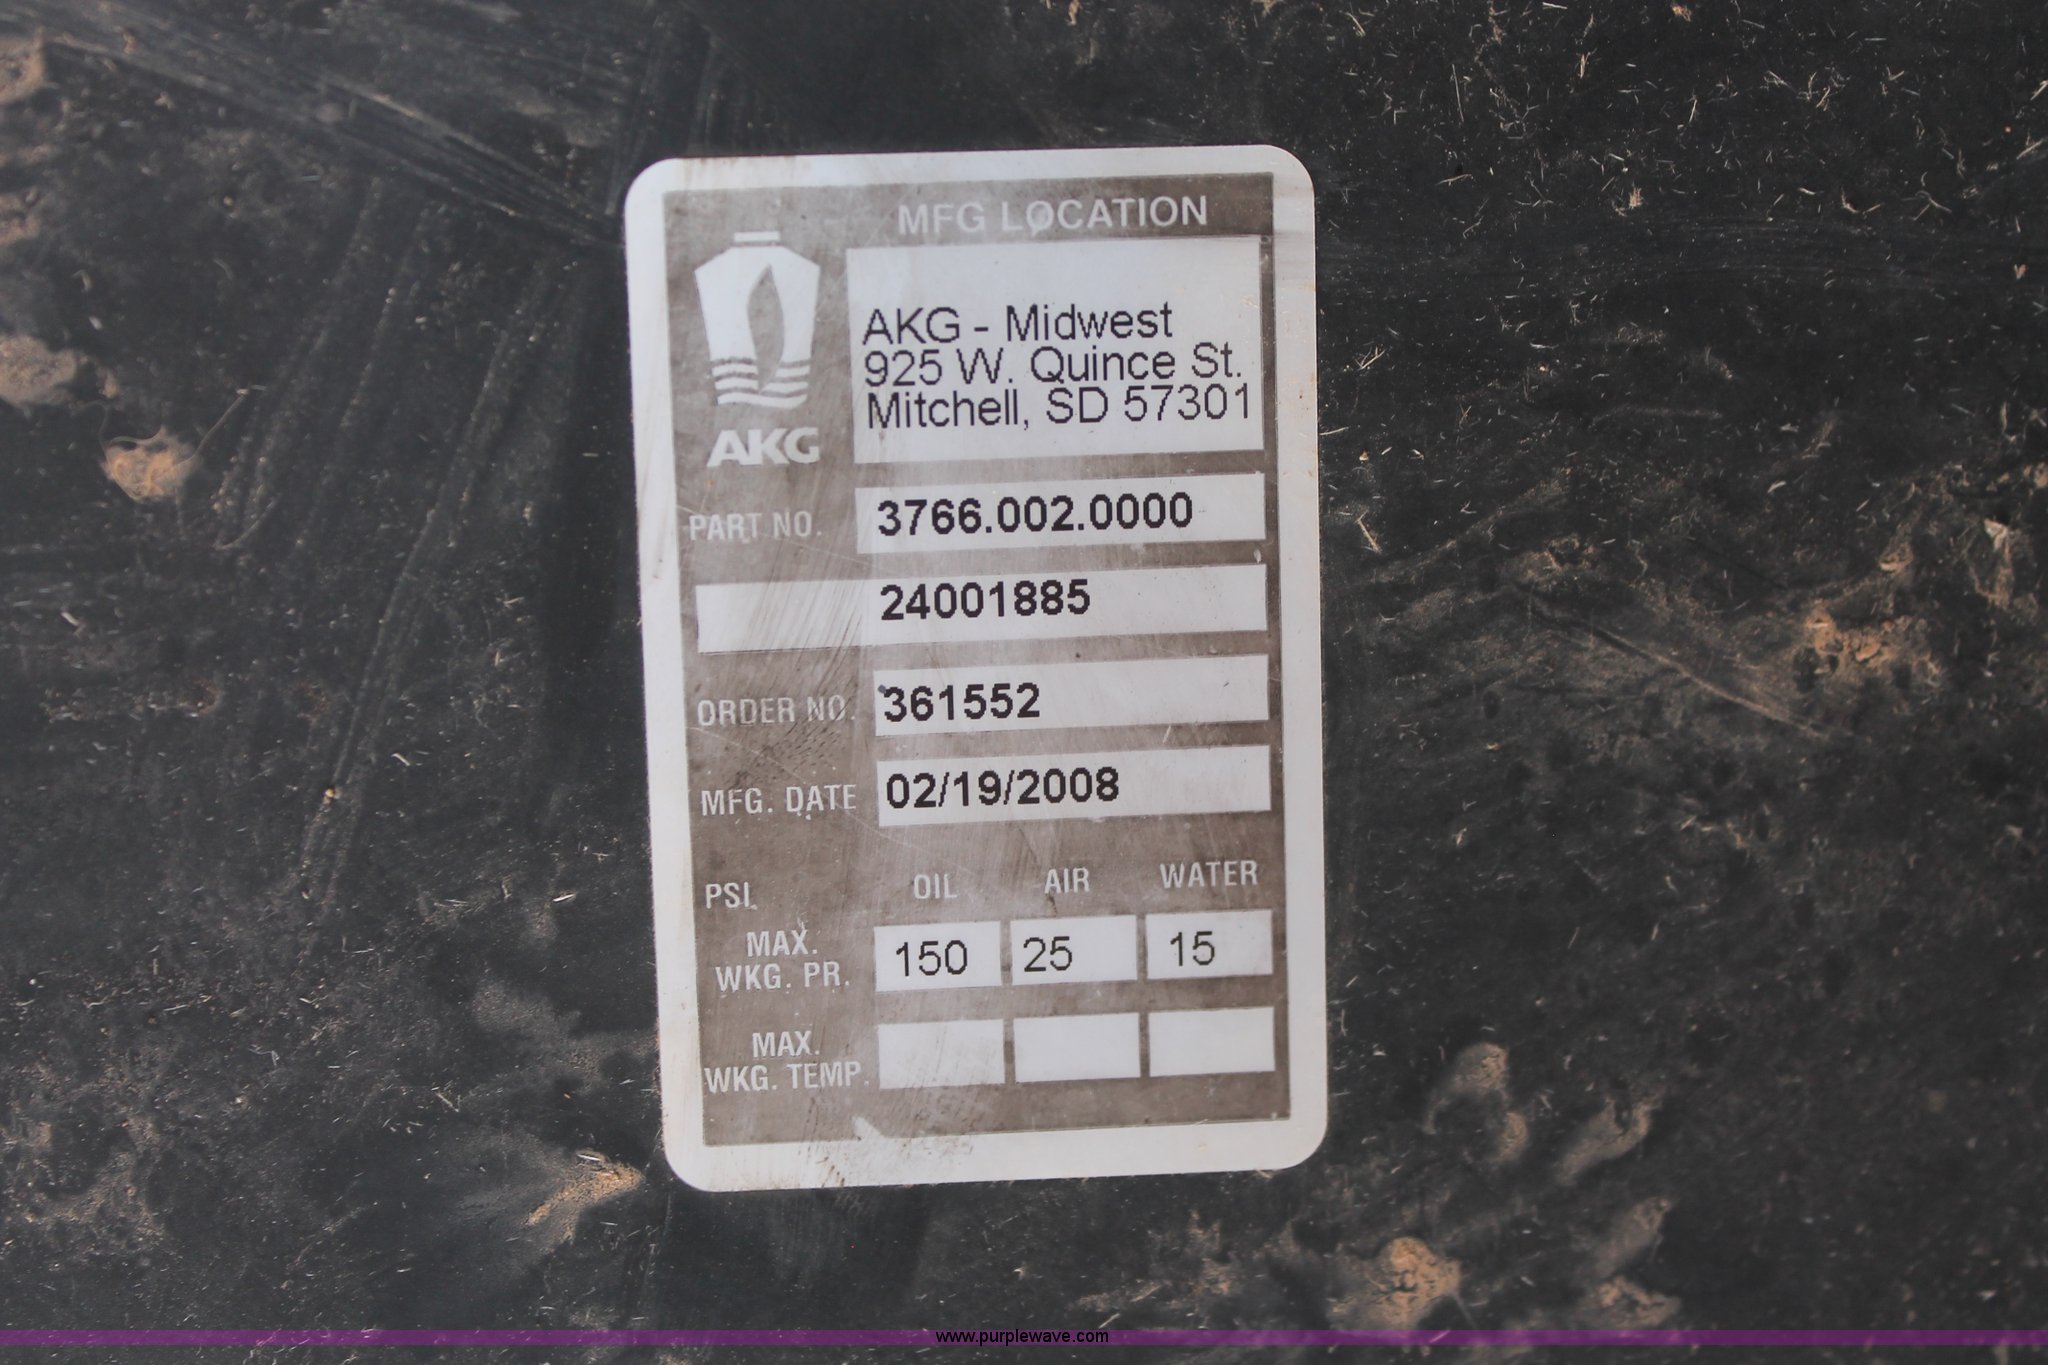 MFG LOCATION
AKG - Midwest
925 W. Quince St.
Mitchell, SD 57301
AKG
PART NO. 3766.002.0000
24001885
ORDER NO. 361552
MFG. DATE 02/19/2008
PSI OIL AIR WATER
MAX.
WKG. PR. 150 25 15
MAX.
WKG. TEMP.
www.purplewave.com